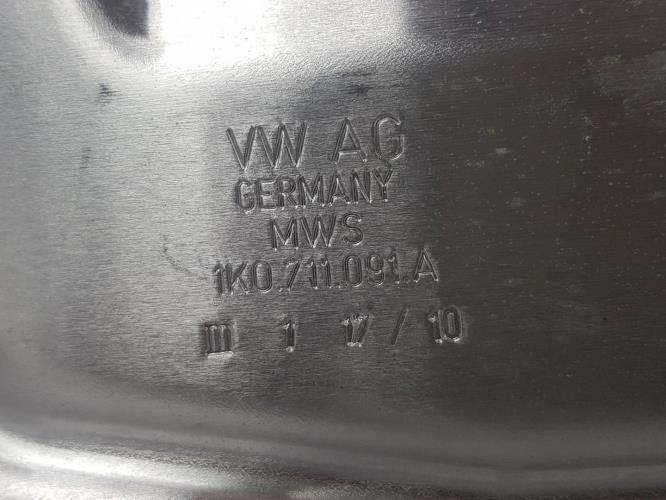 VW AG
GERMANY
MWS
1K0.711.091.A
III 1 17 / 10